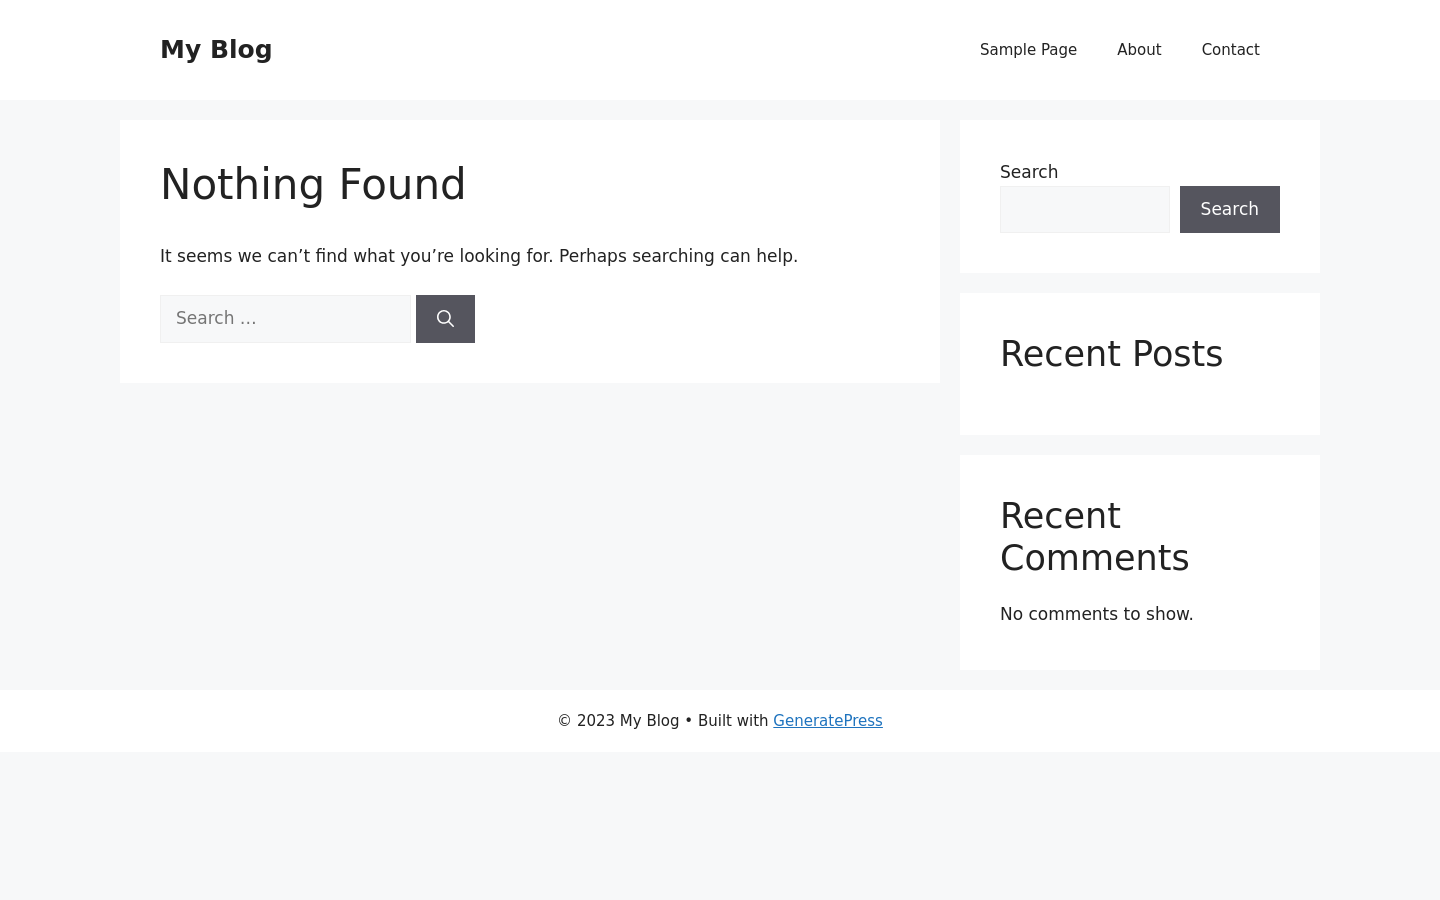 My Blog
Sample Page
About
Contact
Nothing Found
It seems we can’t find what you’re looking for. Perhaps searching can help.
Search …
Search
Search
Recent Posts
Recent
Comments
No comments to show.
© 2023 My Blog • Built with GeneratePress